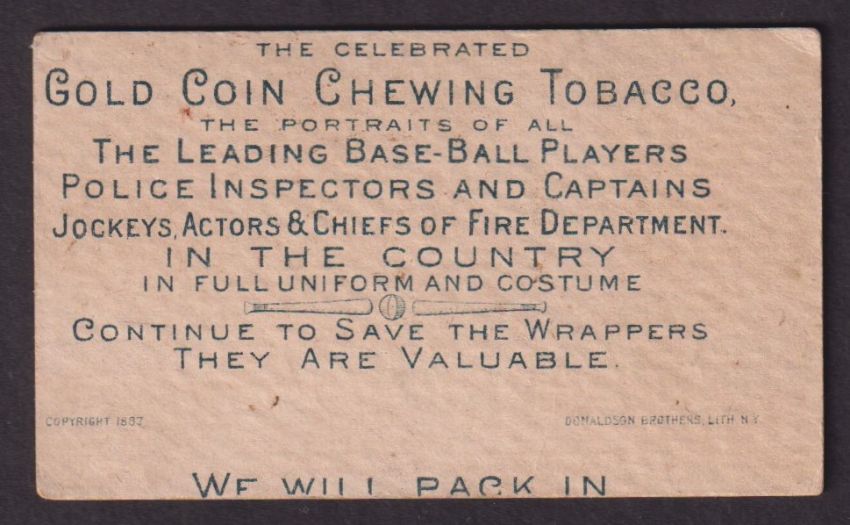 THE CELEBRATED
GOLD COIN CHEWING TOBACCO,
THE PORTRAITS OF ALL
THE LEADING BASE-BALL PLAYERS
POLICE INSPECTORS AND CAPTAINS
JOCKEYS, ACTORS & CHIEFS OF FIRE DEPARTMENT.
IN THE COUNTRY
IN FULL UNIFORM AND COSTUME
CONTINUE TO SAVE THE WRAPPERS
THEY ARE VALUABLE.
COPYRIGHT 1887
DONALDSON BROTHERS, LITH N.Y.
WE WILL PACK IN